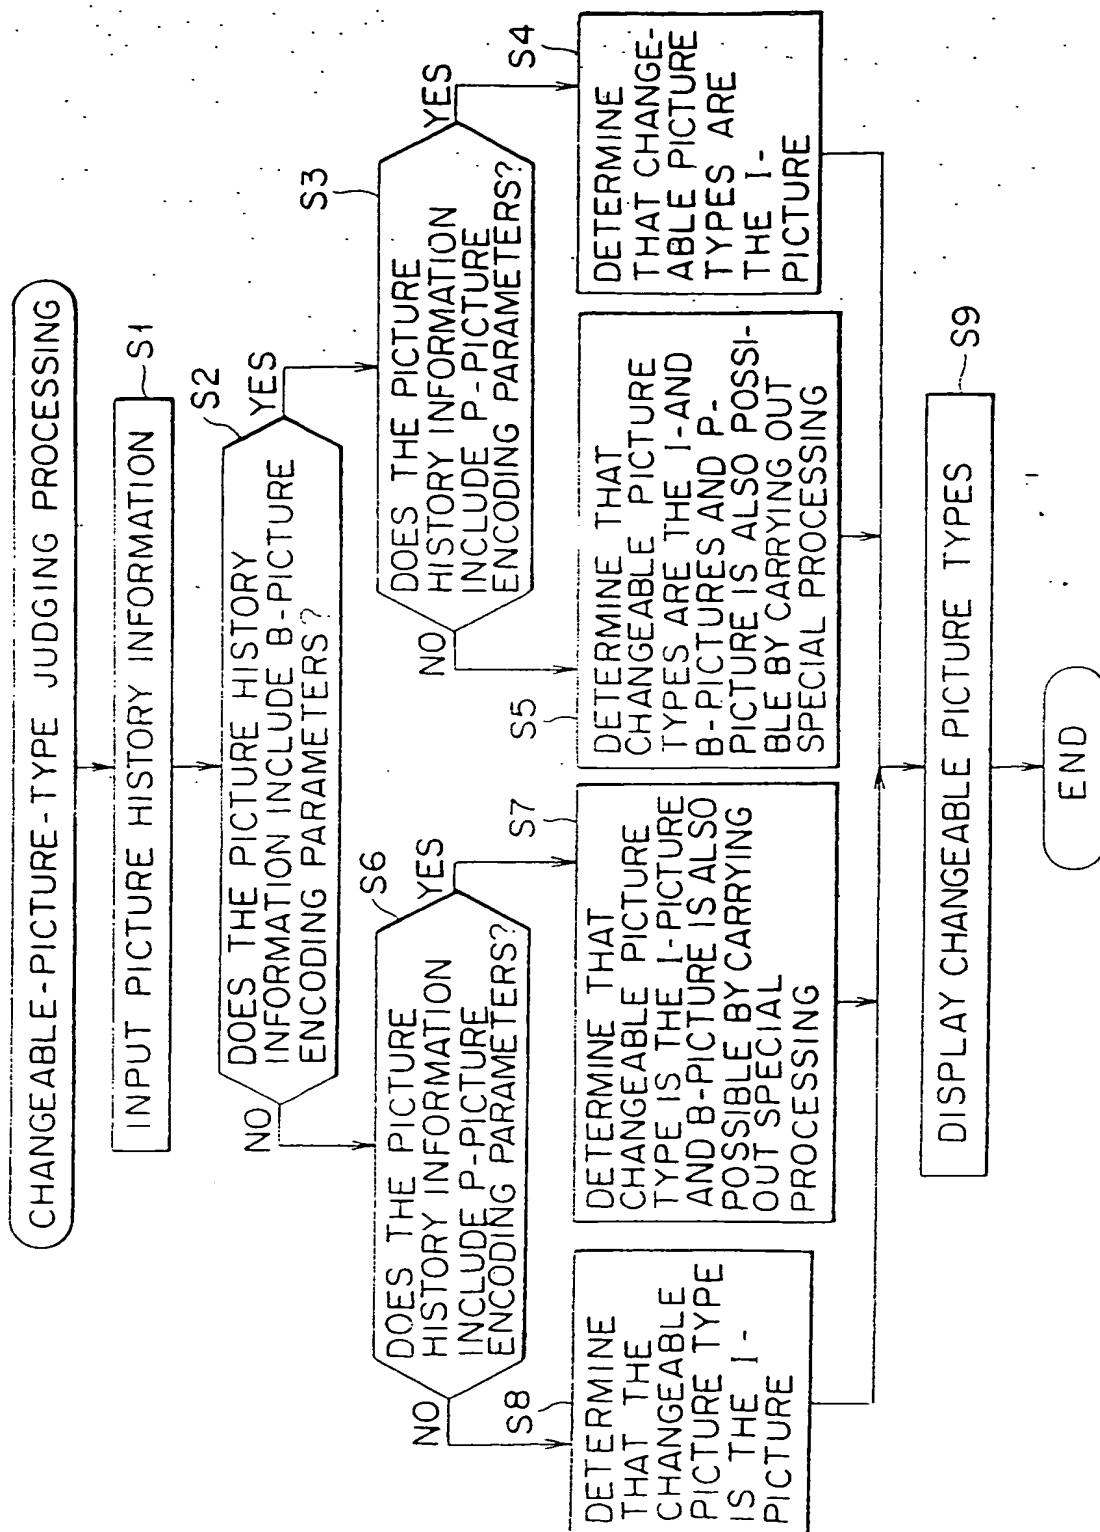 CHANGEABLE-PICTURE-TYPE JUDGING PROCESSING
INPUT PICTURE HISTORY INFORMATION
S1
S2
DOES THE PICTURE HISTORY
INFORMATION INCLUDE B-PICTURE
ENCODING PARAMETERS?
NO
YES
S6
DOES THE PICTURE
HISTORY INFORMATION
INCLUDE P-PICTURE
ENCODING PARAMETERS?
NO
YES
S3
DOES THE PICTURE
HISTORY INFORMATION
INCLUDE P-PICTURE
ENCODING PARAMETERS?
NO
YES
S8
DETERMINE
THAT THE
CHANGEABLE
PICTURE TYPE
IS THE I-
PICTURE
S7
DETERMINE THAT
CHANGEABLE PICTURE
TYPE IS THE I-PICTURE
AND B-PICTURE IS ALSO
POSSIBLE BY CARRYING
OUT SPECIAL
PROCESSING
S5
DETERMINE THAT
CHANGEABLE PICTURE
TYPES ARE THE I-AND
B-PICTURES AND P-
PICTURE IS ALSO POSSI-
BLE BY CARRYING OUT
SPECIAL PROCESSING
S4
DETERMINE
THAT CHANGE-
ABLE PICTURE
TYPES ARE
THE I-
PICTURE
DISPLAY CHANGEABLE PICTURE TYPES
S9
END